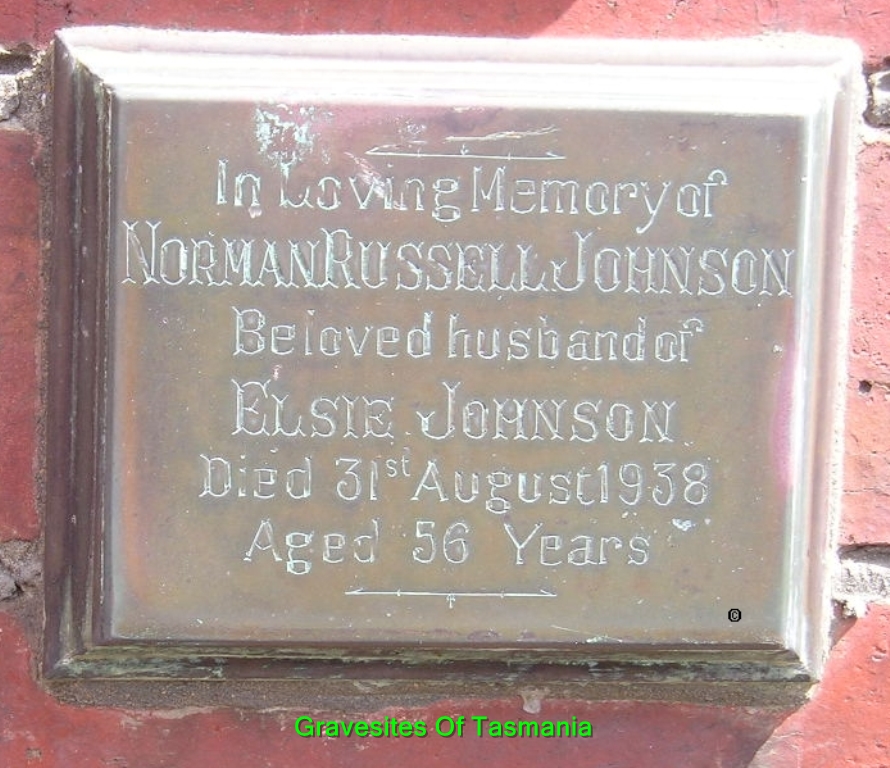 In Loving Memory of
NORMAN RUSSELL JOHNSON
Beloved husband of
ELSIE JOHNSON
Died 31st August 1938
Aged 56 Years
©
Gravesites Of Tasmania